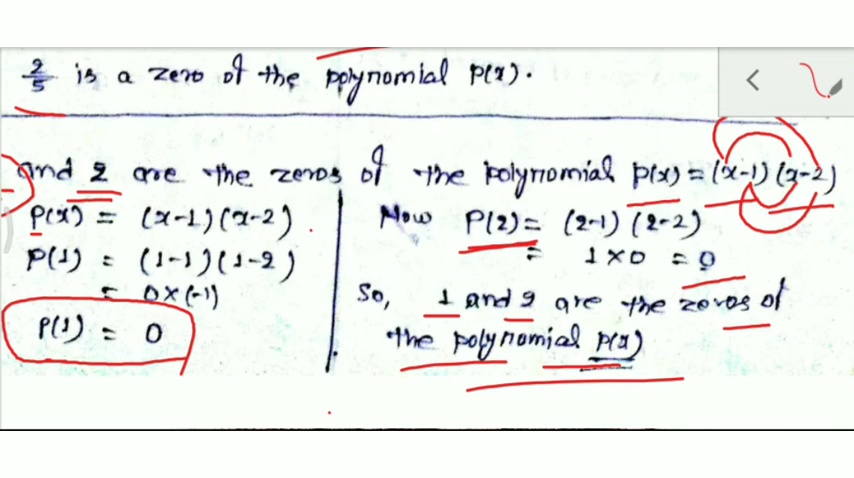 2/5 is a zero of the polynomial P(x).
and 2 are the zeros of the polynomial p(x) = (x-1)(x-2)
P(x) = (x-1)(x-2)
P(1) = (1-1)(1-2)
= 0×(-1)
P(1) = 0
Now P(2) = (2-1)(2-2)
= 1×0 = 0
So, 1 and 2 are the zeros of
the polynomial p(x)